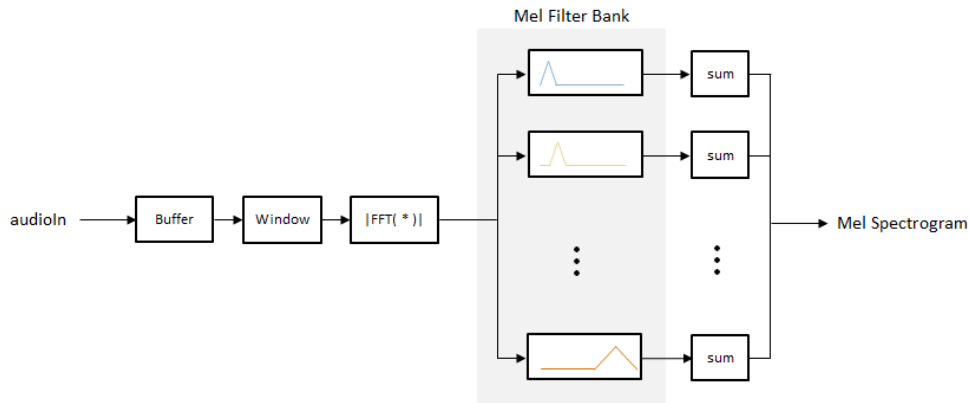 Mel Filter Bank
sum
sum
audioIn
Buffer
Window
|FFT( * )|
Mel Spectrogram
sum